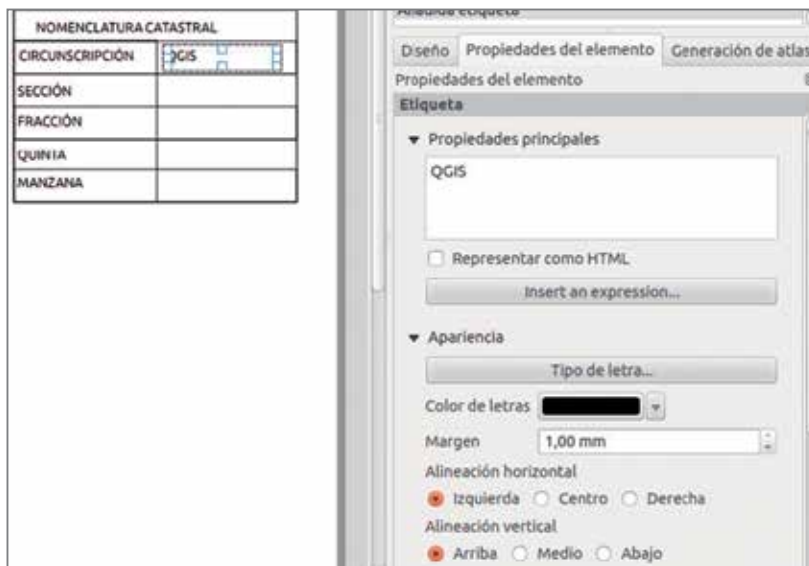 NOMENCLATURA CATASTRAL
CIRCUNSCRIPCIÓN QGIS
SECCIÓN
FRACCIÓN
QUINTA
MANZANA
Añadida etiqueta
Diseño Propiedades del elemento Generación de atlas
Propiedades del elemento
Etiqueta
Propiedades principales
QGIS
Representar como HTML
Insert an expression...
Apariencia
Tipo de letra...
Color de letras
Margen 1,00 mm
Alineación horizontal
Izquierda Centro Derecha
Alineación vertical
Arriba Medio Abajo